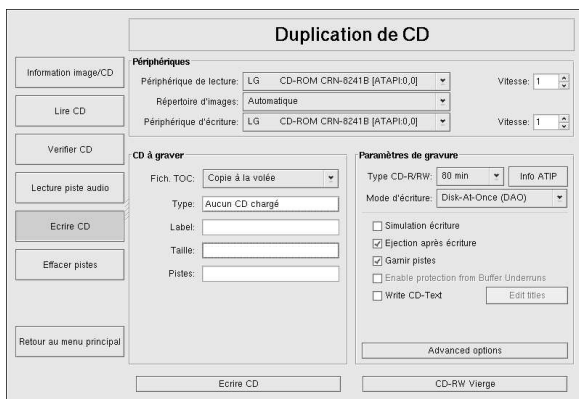 Duplication de CD
Information image/CD
Lire CD
Verifier CD
Lecture piste audio
Ecrire CD
Effacer pistes
Retour au menu principal
Périphériques
Périphérique de lecture: LG CD-ROM CRN-8241B [ATAPI:0,0] Vitesse: 1
Répertoire d'images: Automatique
Périphérique d'écriture: LG CD-ROM CRN-8241B [ATAPI:0,0] Vitesse: 1
CD à graver
Fich. TOC: Copie à la volée
Type: Aucun CD chargé
Label:
Taille:
Pistes:
Paramètres de gravure
Type CD-R/RW: 80 min Info ATIP
Mode d'écriture: Disk-At-Once (DAO)
Simulation écriture
Ejection après écriture
Garnir pistes
Enable protection from Buffer Underruns
Write CD-Text Edit titles
Advanced options
Ecrire CD
CD-RW Vierge